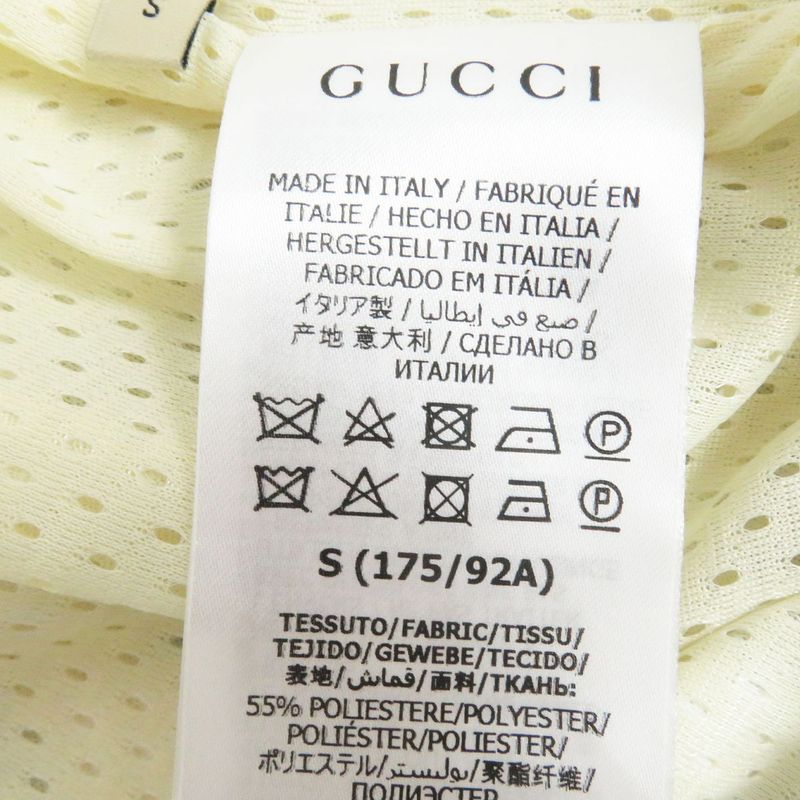 S
GUCCI
MADE IN ITALY / FABRIQUÉ EN
ITALIE / HECHO EN ITALIA /
HERGESTELLT IN ITALIEN /
FABRICADO EM ITÁLIA /
イタリア製 / صنع في إيطاليا /
产地 意大利 / СДЕЛАНО В
ИТАЛИИ
P
P
S (175/92A)
TESSUTO/FABRIC/TISSU/
TEJIDO/GEWEBE/TECIDO/
表地/قماش/面料/ТКАНЬ:
55% POLIESTERE/POLYESTER/
POLIÉSTER/POLIESTER/
ポリエステル/بوليستر/聚酯纤维/
ПОЛИЭСТЕР